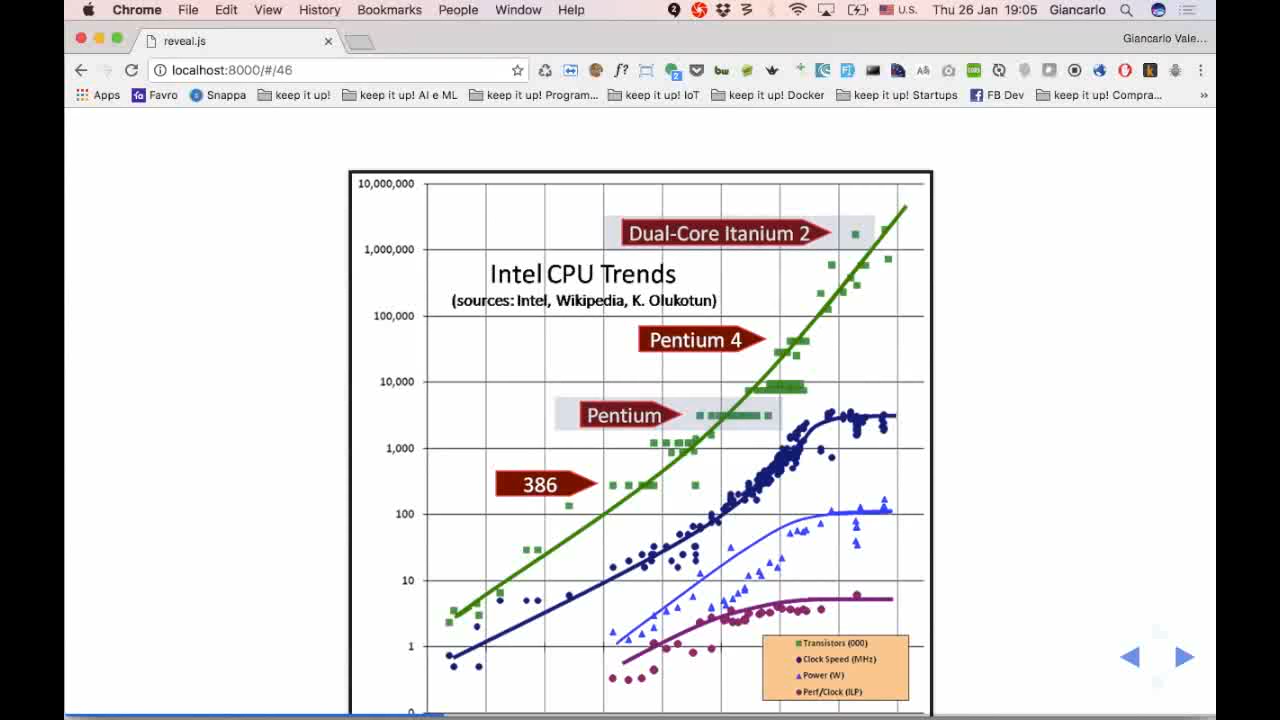 Chrome File Edit View History Bookmarks People Window Help U.S. Thu 26 Jan 19:05 Giancarlo
reveal.js Giancarlo Vale...
localhost:8000/#/46
Apps Favro Snappa keep it up! keep it up! AI e ML keep it up! Program... keep it up! IoT keep it up! Docker keep it up! Startups FB Dev keep it up! Compra... »
10,000,000
Dual-Core Itanium 2
1,000,000
Intel CPU Trends
(sources: Intel, Wikipedia, K. Olukotun)
100,000
Pentium 4
10,000
Pentium
1,000
386
100
10
1
Transistors (000)
Clock Speed (MHz)
Power (W)
Perf/Clock (ILP)
0